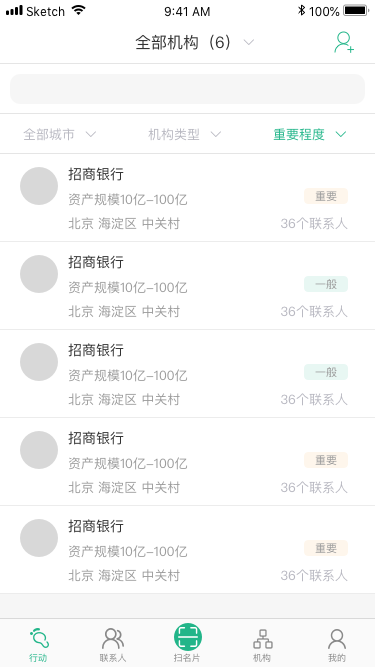 Sketch 9:41 AM 100%
全部机构（6）
全部城市 机构类型 重要程度
招商银行
资产规模10亿-100亿 重要
北京 海淀区 中关村 36个联系人
招商银行
资产规模10亿-100亿 一般
北京 海淀区 中关村 36个联系人
招商银行
资产规模10亿-100亿 一般
北京 海淀区 中关村 36个联系人
招商银行
资产规模10亿-100亿 重要
北京 海淀区 中关村 36个联系人
招商银行
资产规模10亿-100亿 重要
北京 海淀区 中关村 36个联系人
行动 联系人 扫名片 机构 我的